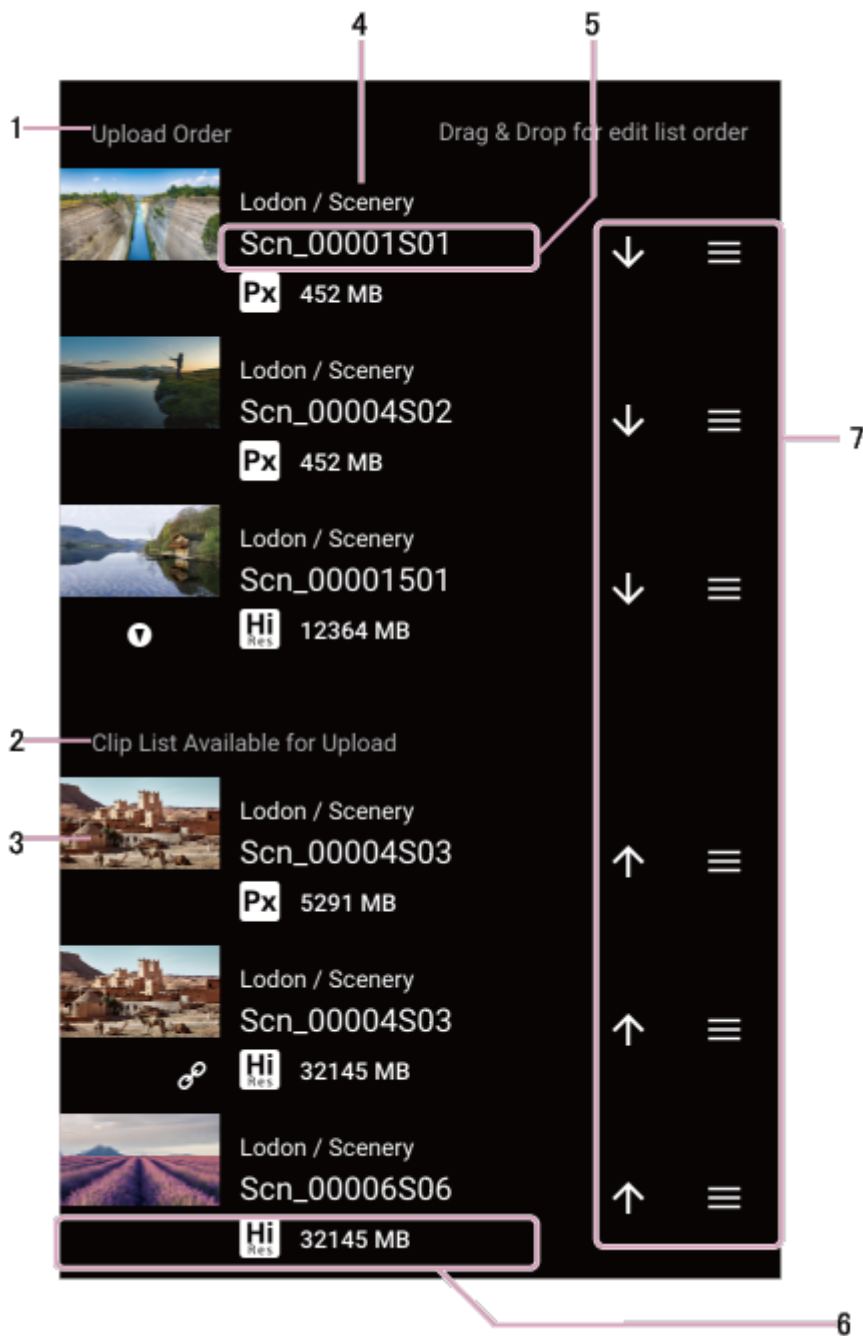 4 5
1 Upload Order Drag & Drop for edit list order
Lodon / Scenery
Scn_00001S01
Px 452 MB
Lodon / Scenery
Scn_00004S02
7
Px 452 MB
Lodon / Scenery
Scn_00001501
Hi Res 12364 MB
2 Clip List Available for Upload
Lodon / Scenery
3 Scn_00004S03
Px 5291 MB
Lodon / Scenery
Scn_00004S03
Hi Res 32145 MB
Lodon / Scenery
Scn_00006S06
Hi Res 32145 MB
6